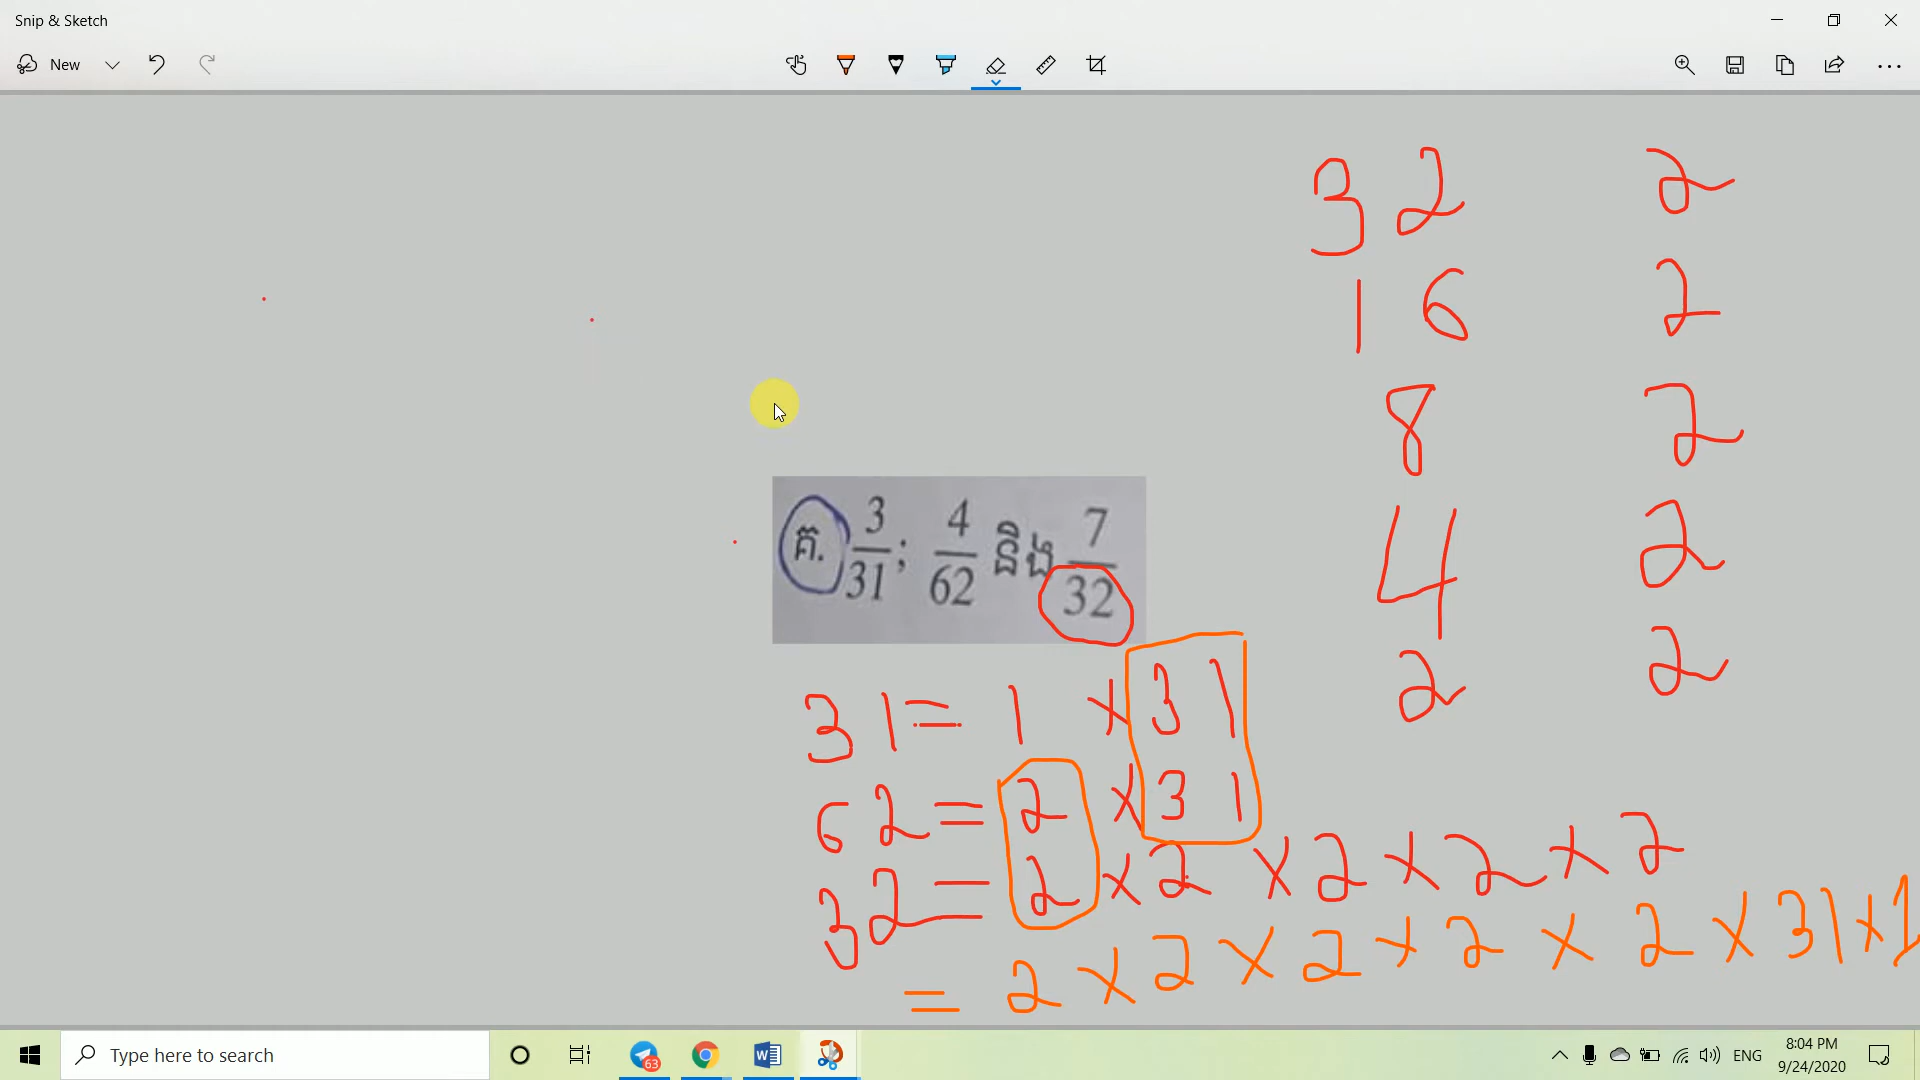 Snip & Sketch
New
32 2
16 2
8 2
4 2
2 2
គ. 3/31 ; 4/62 និង 7/32
31 = 1 × 31
62 = 2 × 31
32 = 2 × 2 × 2 × 2 × 2
= 2 × 2 × 2 × 2 × 2 × 31 × 1
Type here to search
63
ENG
8:04 PM
9/24/2020